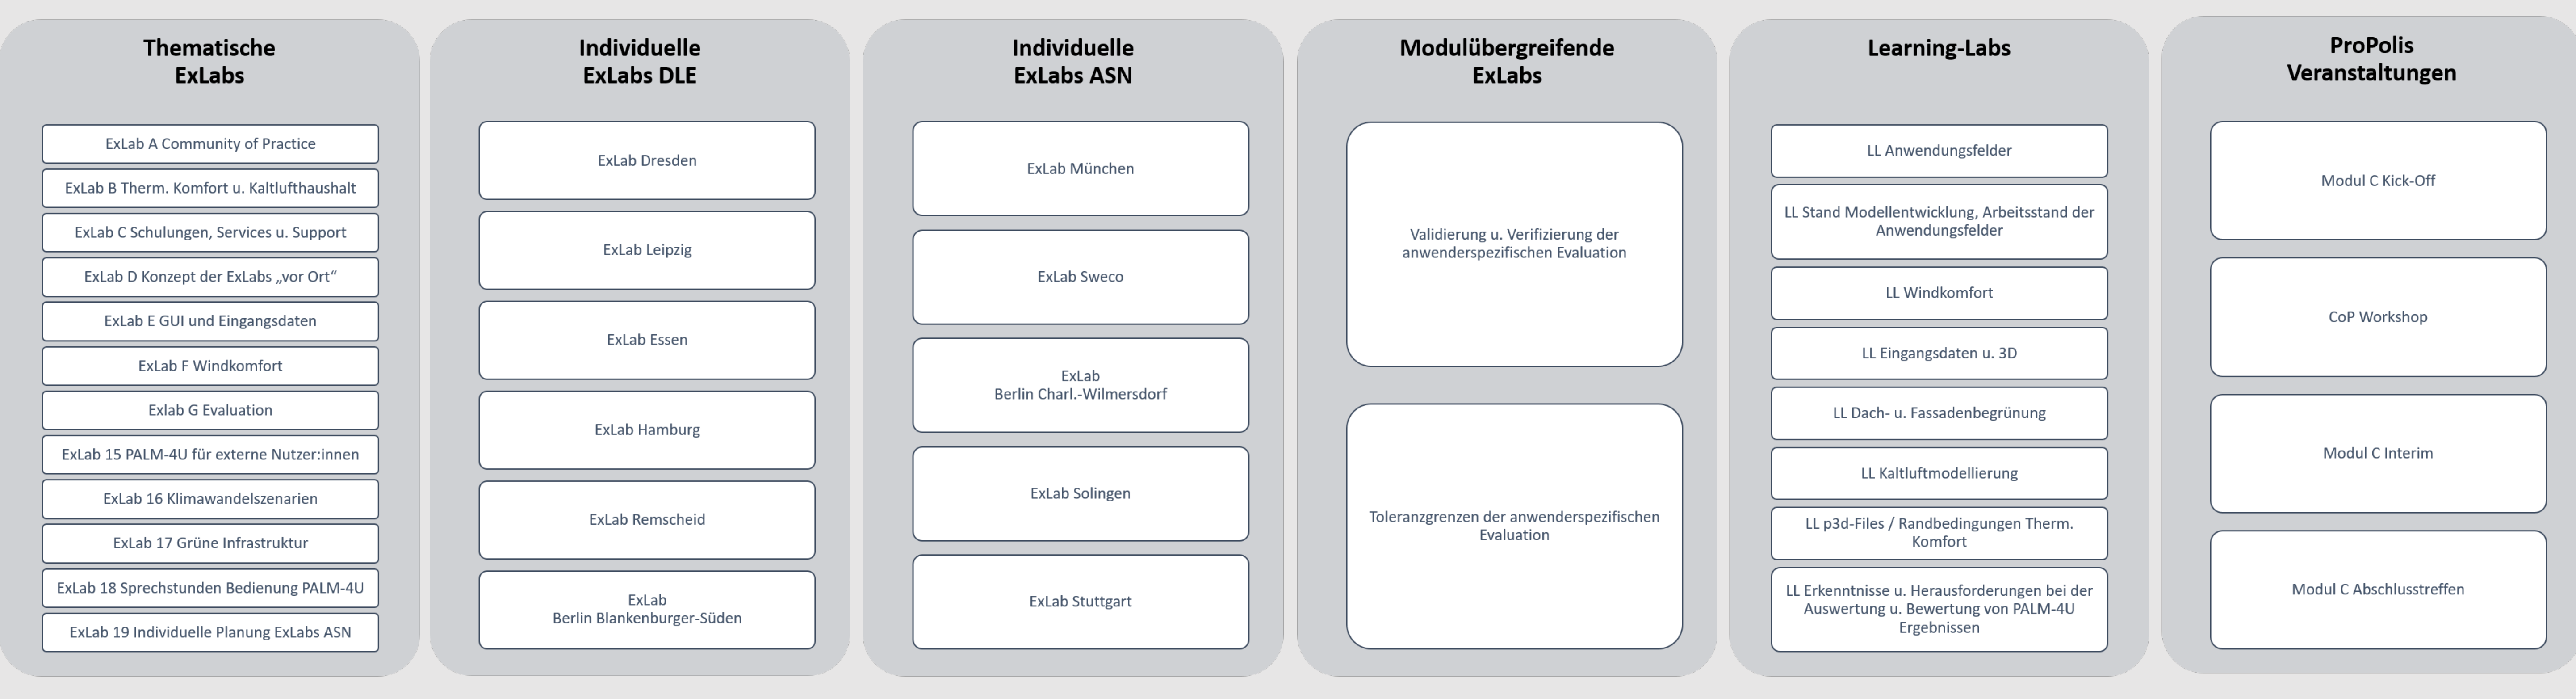 Thematische
ExLabs
ExLab A Community of Practice
ExLab B Therm. Komfort u. Kaltlufthaushalt
ExLab C Schulungen, Services u. Support
ExLab D Konzept der ExLabs „vor Ort“
ExLab E GUI und Eingangsdaten
ExLab F Windkomfort
Exlab G Evaluation
ExLab 15 PALM-4U für externe Nutzer:innen
ExLab 16 Klimawandelszenarien
ExLab 17 Grüne Infrastruktur
ExLab 18 Sprechstunden Bedienung PALM-4U
ExLab 19 Individuelle Planung ExLabs ASN
Individuelle
ExLabs DLE
ExLab Dresden
ExLab Leipzig
ExLab Essen
ExLab Hamburg
ExLab Remscheid
ExLab
Berlin Blankenburger-Süden
Individuelle
ExLabs ASN
ExLab München
ExLab Sweco
ExLab
Berlin Charl.-Wilmersdorf
ExLab Solingen
ExLab Stuttgart
Modulübergreifende
ExLabs
Validierung u. Verifizierung der
anwenderspezifischen Evaluation
Toleranzgrenzen der anwenderspezifischen
Evaluation
Learning-Labs
LL Anwendungsfelder
LL Stand Modellentwicklung, Arbeitsstand der
Anwendungsfelder
LL Windkomfort
LL Eingangsdaten u. 3D
LL Dach- u. Fassadenbegrünung
LL Kaltluftmodellierung
LL p3d-Files / Randbedingungen Therm.
Komfort
LL Erkenntnisse u. Herausforderungen bei der
Auswertung u. Bewertung von PALM-4U
Ergebnissen
ProPolis
Veranstaltungen
Modul C Kick-Off
CoP Workshop
Modul C Interim
Modul C Abschlusstreffen